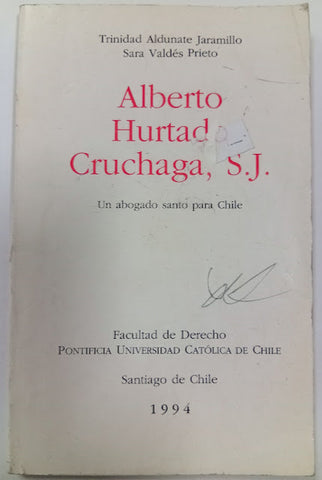 Trinidad Aldunate Jaramillo
Sara Valdés Prieto
Alberto
Hurtado
Cruchaga, S.J.
Un abogado santo para Chile
Facultad de Derecho
PONTIFICIA UNIVERSIDAD CATÓLICA DE CHILE
Santiago de Chile
1994